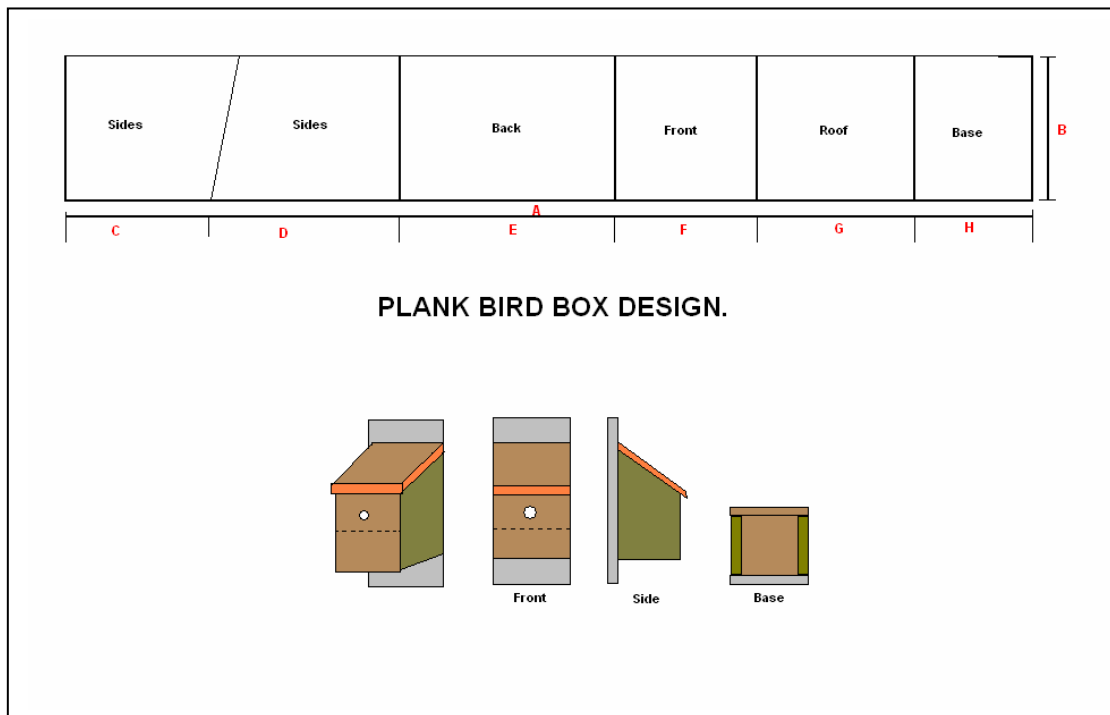 Sides Sides Back Front Roof Base B
A
C D E F G H
PLANK BIRD BOX DESIGN.
Front Side Base